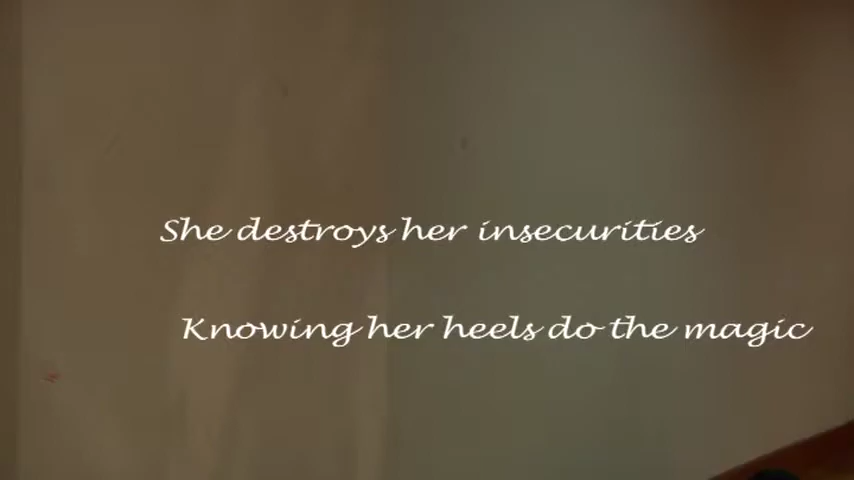 She destroys her insecurities
Knowing her heels do the magic